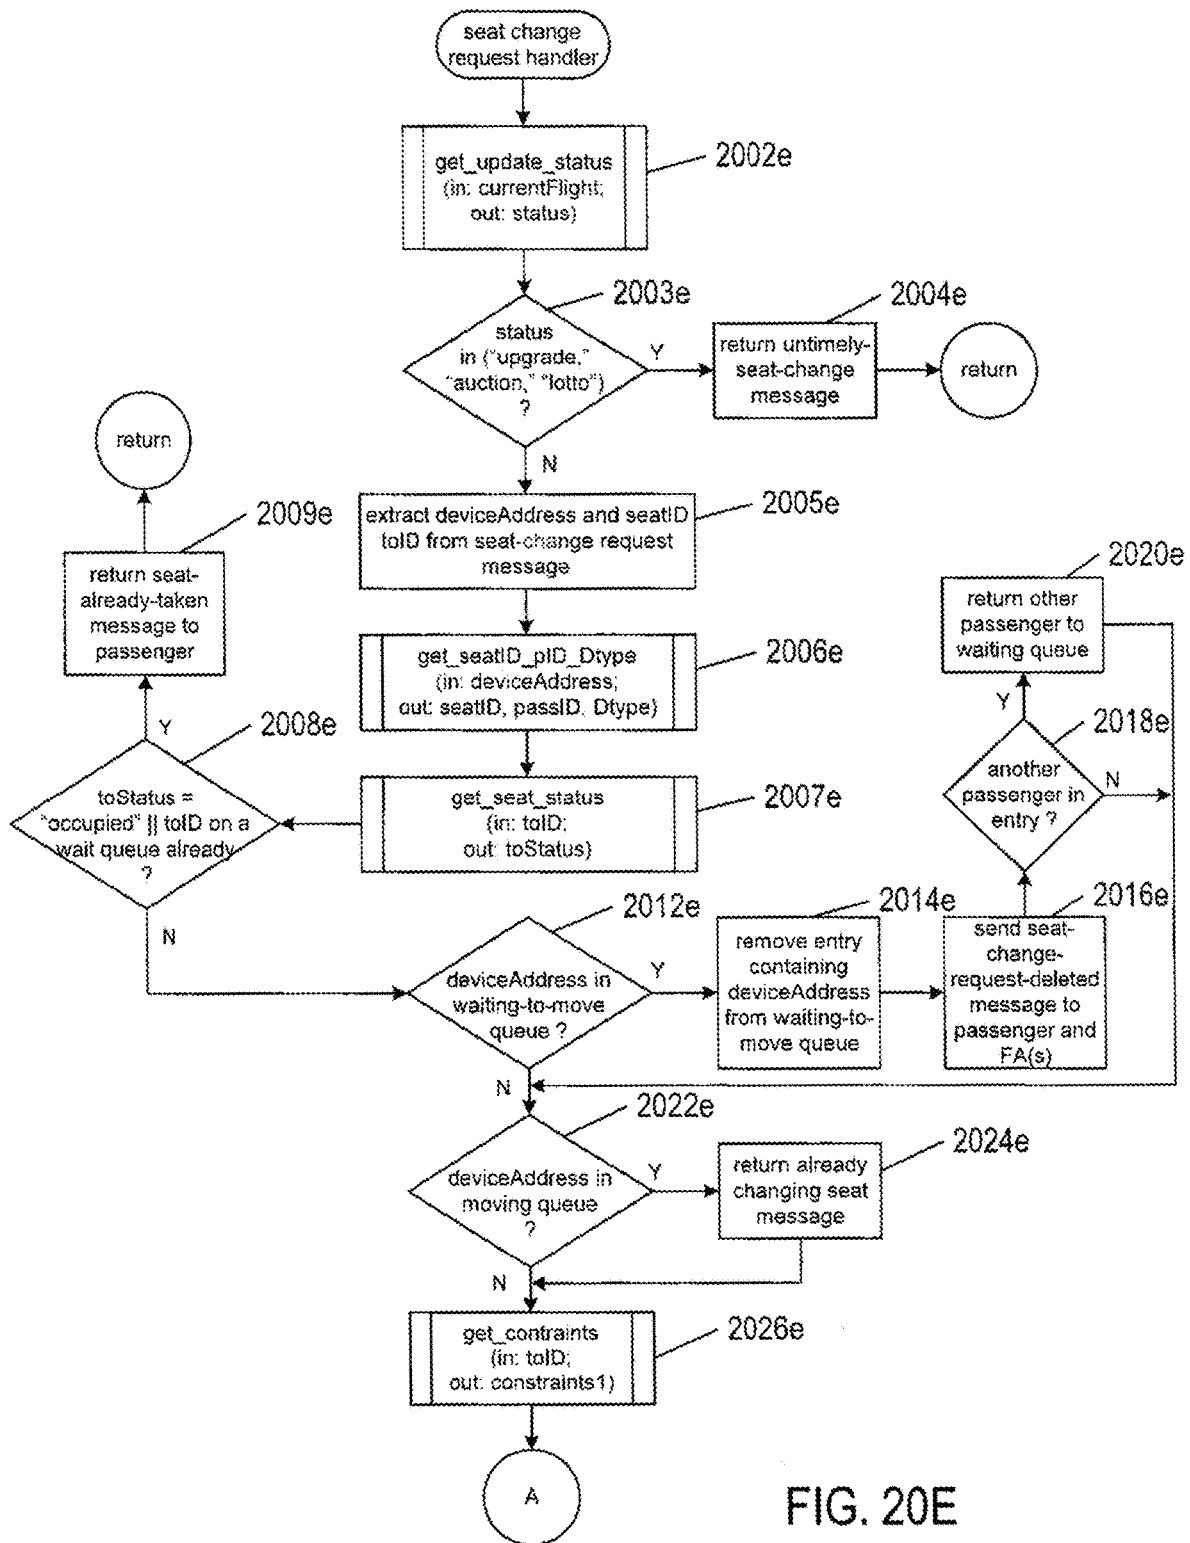 seat change
request handler
get_update_status
(in: currentFlight;
out: status)
2002e
2003e
status
in ("upgrade,"
"auction," "lotto")
?
Y
2004e
return untimely-
seat-change
message
return
N
return
2005e
extract deviceAddress and seatID
toID from seat-change request
message
2009e
return seat-
already-taken
message to
passenger
2006e
get_seatID_pID_Dtype
(in: deviceAddress;
out: seatID, passID, Dtype)
2020e
return other
passenger to
waiting queue
Y
2008e
toStatus =
"occupied" || toID on a
wait queue already
?
2007e
get_seat_status
(in: toID;
out: toStatus)
Y
2018e
another
passenger in
entry ?
N
N
2012e
deviceAddress in
waiting-to-move
queue ?
Y
2014e
remove entry
containing
deviceAddress
from waiting-to-
move queue
2016e
send seat-
change-
request-deleted
message to
passenger and
FA(s)
N
2022e
deviceAddress in
moving queue
?
Y
2024e
return already
changing seat
message
N
2026e
get_contraints
(in: toID;
out: constraints1)
A
FIG. 20E